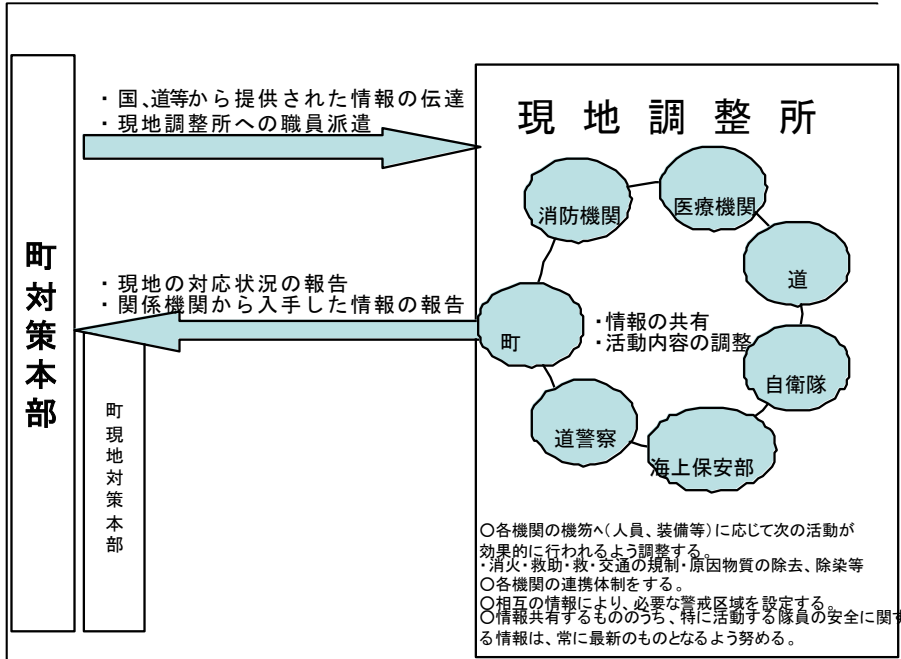 町対策本部
町現地対策本部
・国、道等から提供された情報の伝達
・現地調整所への職員派遣
・現地の対応状況の報告
・関係機関から入手した情報の報告
現地調整所
消防機関
医療機関
道
自衛隊
海上保安部
道警察
町
・情報の共有
・活動内容の調整
○各機関の機笏へ(人員、装備等)に応じて次の活動が
効果的に行われるよう調整する。
・消火・救助・救・交通の規制・原因物質の除去、除染等
○各機関の連携体制をする。
○相互の情報により、必要な警戒区域を設定する。
○情報共有するもののうち、特に活動する隊員の安全に関す
る情報は、常に最新のものとなるよう努める。